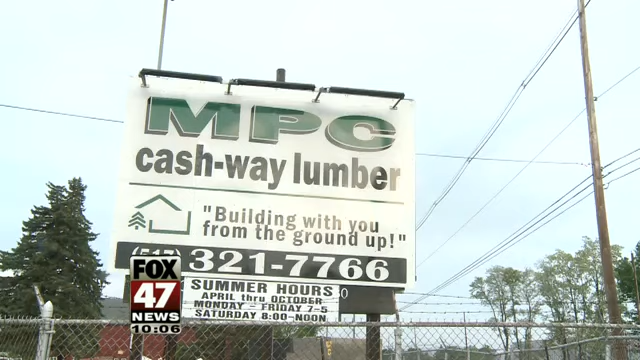 MPC
cash-way lumber
"Building with you
from the ground up!"
(517) 321-7766
SUMMER HOURS
APRIL thru OCTOBER
MONDAY - FRIDAY 7-5
SATURDAY 8:00-NOON
FOX
47
NEWS
10:06